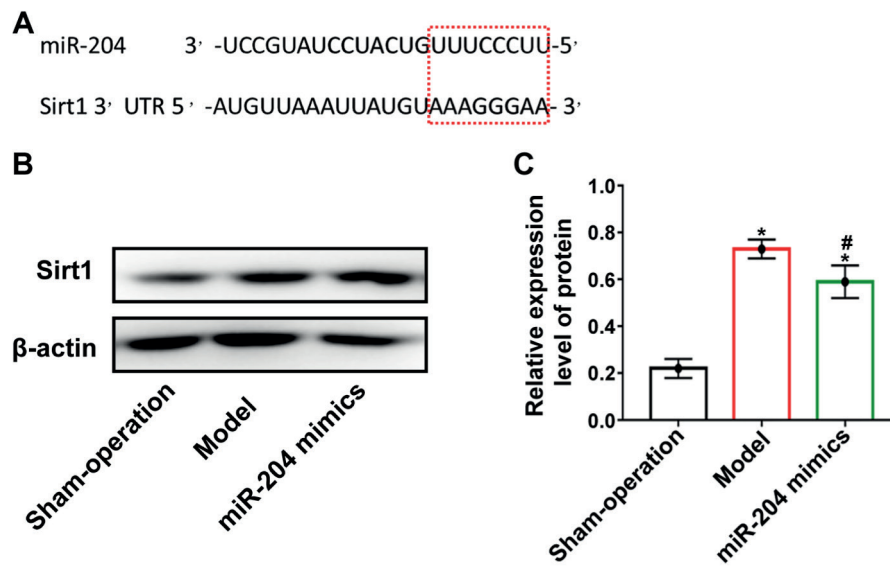 A
miR-204 3' -UCCGUAUCCUACUGUUUCCCUU-5'
Sirt1 3' UTR 5' -AUGUUAAAUUAUGUAAAGGGAA- 3'
B
Sirt1
β-actin
Sham-operation
Model
miR-204 mimics
C
Relative expression
level of protein
1.0
0.8
0.6
0.4
0.2
0.0
*
#
*
Sham-operation
Model
miR-204 mimics